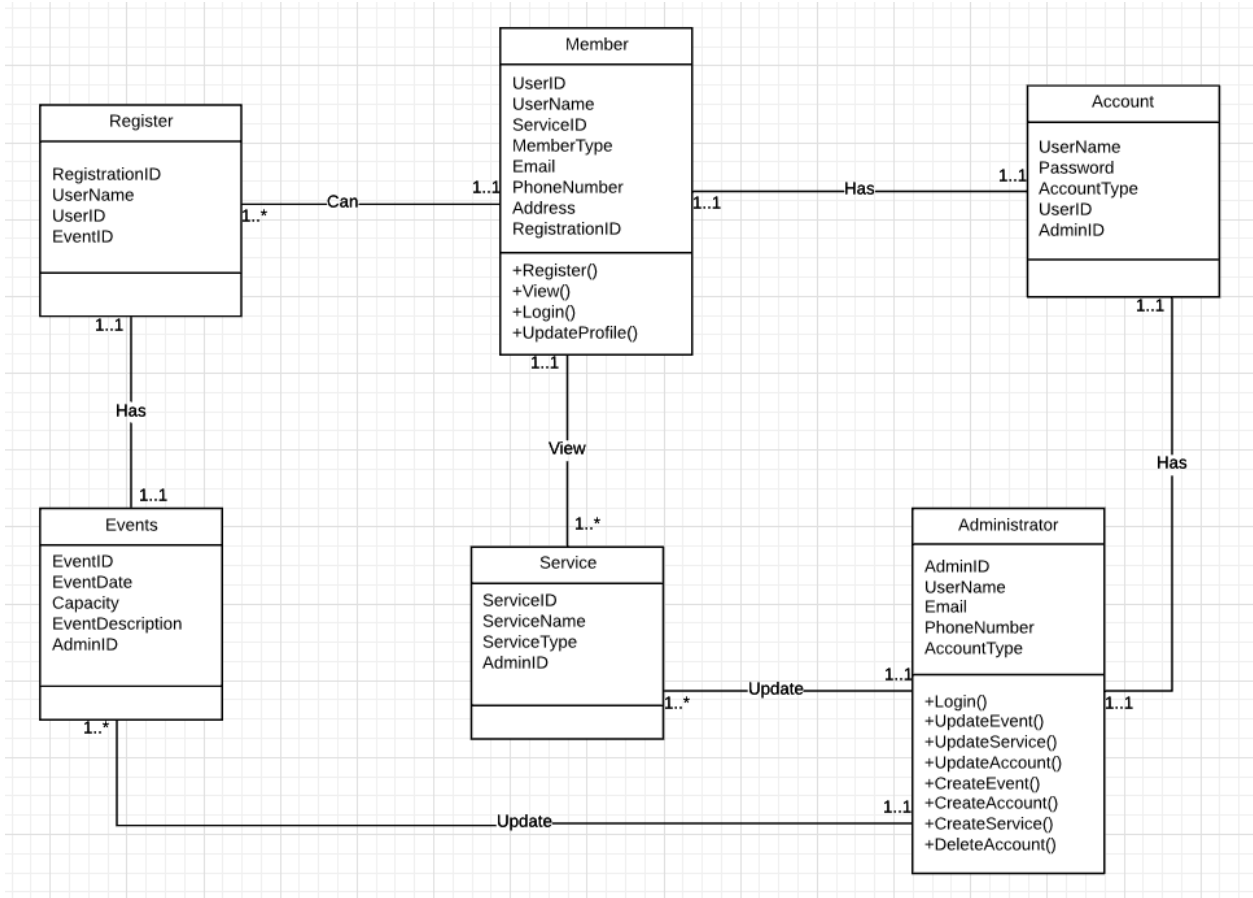 Member
UserID
UserName
ServiceID
MemberType
Email
PhoneNumber
Address
RegistrationID
+Register()
+View()
+Login()
+UpdateProfile()
Register
RegistrationID
UserName
UserID
EventID
Account
UserName
Password
AccountType
UserID
AdminID
1..*
Can
1..1
1..1
Has
1..1
1..1
Has
1..1
1..1
View
1..*
1..1
Has
1..1
Events
EventID
EventDate
Capacity
EventDescription
AdminID
Service
ServiceID
ServiceName
ServiceType
AdminID
Administrator
AdminID
UserName
Email
PhoneNumber
AccountType
+Login()
+UpdateEvent()
+UpdateService()
+UpdateAccount()
+CreateEvent()
+CreateAccount()
+CreateService()
+DeleteAccount()
1..*
Update
1..1
1..*
Update
1..1